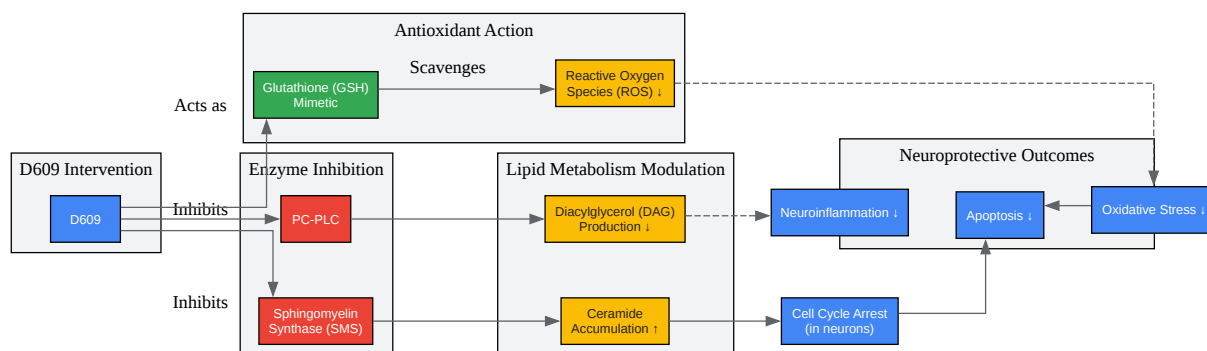 Antioxidant Action
Scavenges
Glutathione (GSH)
Mimetic
Reactive Oxygen
Species (ROS) ↓
Acts as
D609 Intervention
Enzyme Inhibition
Lipid Metabolism Modulation
Neuroprotective Outcomes
D609
Inhibits
PC-PLC
Diacylglycerol (DAG)
Production ↓
Neuroinflammation ↓
Apoptosis ↓
Oxidative Stress ↓
Inhibits
Sphingomyelin
Synthase (SMS)
Ceramide
Accumulation ↑
Cell Cycle Arrest
(in neurons)